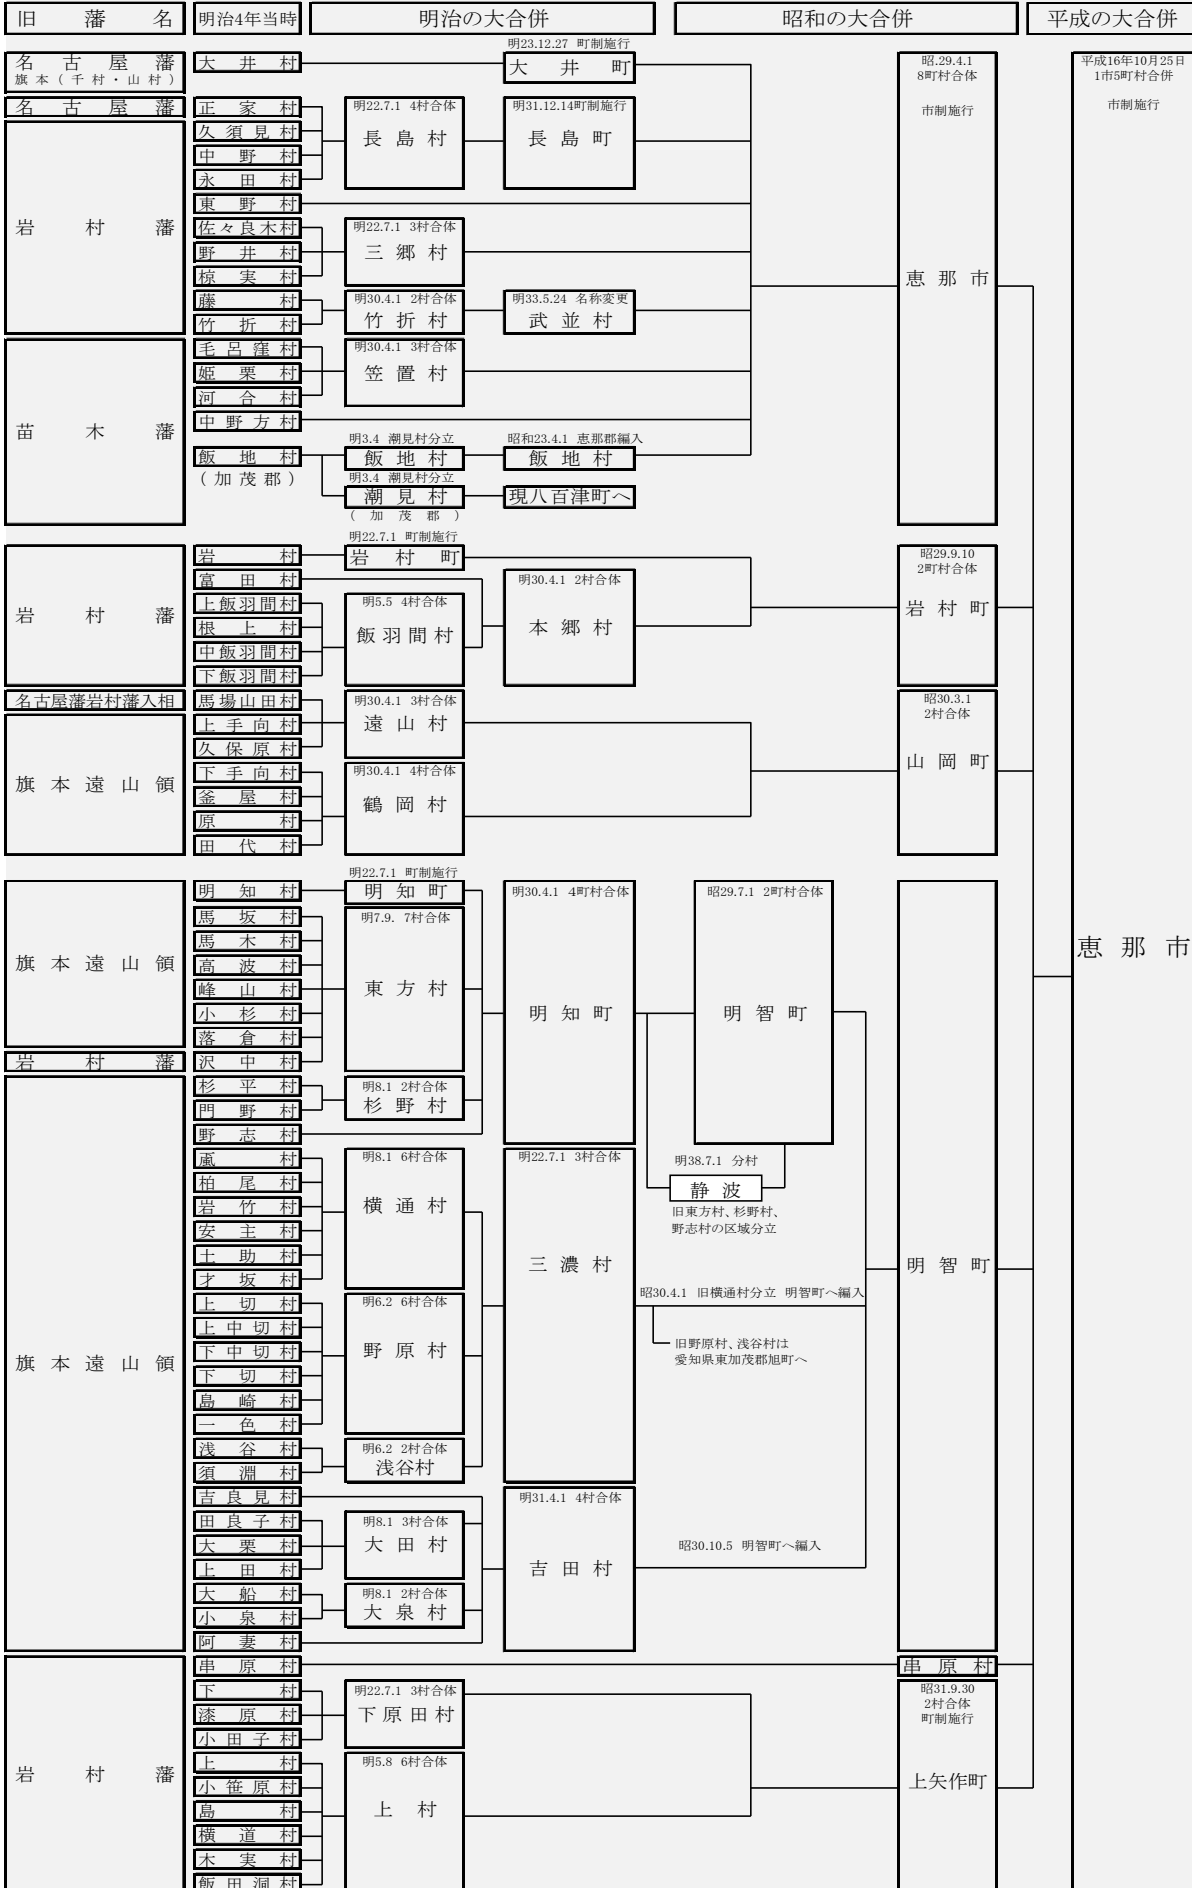 旧藩名
明治4年当時
明治の大合併
昭和の大合併
平成の大合併
名古屋藩
旗本(千村・山村)
大井村
明23.12.27 町制施行
大井町
昭.29.4.1
8町村合体
市制施行
恵那市
平成16年10月25日
1市5町村合併
市制施行
恵那市
名古屋藩
正家村
久須見村
中野村
永田村
明22.7.1 4村合体
長島村
明31.12.14町制施行
長島町
岩村藩
東野村
佐々良木村
野井村
椋実村
明22.7.1 3村合体
三郷村
藤村
竹折村
明30.4.1 2村合体
竹折村
明33.5.24 名称変更
武並村
苗木藩
毛呂窪村
姫栗村
河合村
明30.4.1 3村合体
笠置村
中野方村
飯地村
(加茂郡)
明3.4 潮見村分立
飯地村
昭和23.4.1 恵那郡編入
飯地村
明3.4 潮見村分立
潮見村
(加茂郡)
現八百津町へ
岩村藩
岩村
明22.7.1 町制施行
岩村町
富田村
上飯羽間村
根上村
中飯羽間村
下飯羽間村
明5.5 4村合体
飯羽間村
明30.4.1 2村合体
本郷村
昭29.9.10
2町村合体
岩村町
名古屋藩岩村藩入相
馬場山田村
上手向村
久保原村
明30.4.1 3村合体
遠山村
旗本遠山領
下手向村
釜屋村
原村
田代村
明30.4.1 4村合体
鶴岡村
昭30.3.1
2村合体
山岡町
旗本遠山領
明知村
明22.7.1 町制施行
明知町
馬坂村
馬木村
高波村
峰山村
小杉村
落倉村
岩村藩
沢中村
明7.9. 7村合体
東方村
旗本遠山領
杉平村
門野村
明8.1 2村合体
杉野村
野志村
明30.4.1 4町村合体
明知町
昭29.7.1 2町村合体
明智町
明38.7.1 分村
静波
旧東方村、杉野村、
野志村の区域分立
颪村
柏尾村
岩竹村
安主村
土助村
才坂村
明8.1 6村合体
横通村
上切村
上中切村
下中切村
下切村
島崎村
一色村
明6.2 6村合体
野原村
浅谷村
須淵村
明6.2 2村合体
浅谷村
明22.7.1 3村合体
三濃村
昭30.4.1 旧横通村分立 明智町へ編入
旧野原村、浅谷村は
愛知県東加茂郡旭町へ
吉良見村
田良子村
大栗村
上田村
明8.1 3村合体
大田村
大船村
小泉村
明8.1 2村合体
大泉村
阿妻村
明31.4.1 4村合体
吉田村
昭30.10.5 明智町へ編入
明智町
岩村藩
串原村
串原村
下村
漆原村
小田子村
明22.7.1 3村合体
下原田村
上村
小笹原村
島村
横道村
木実村
飯田洞村
明5.8 6村合体
上村
昭31.9.30
2村合体
町制施行
上矢作町